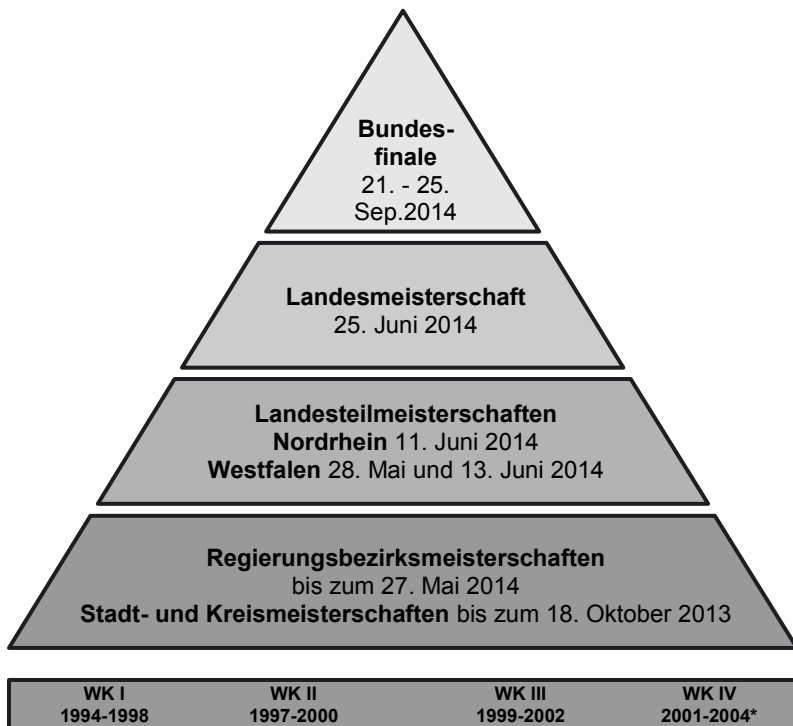 Bundes-
finale
21. - 25.
Sep.2014
Landesmeisterschaft
25. Juni 2014
Landesteilmeisterschaften
Nordrhein 11. Juni 2014
Westfalen 28. Mai und 13. Juni 2014
Regierungsbezirksmeisterschaften
bis zum 27. Mai 2014
Stadt- und Kreismeisterschaften bis zum 18. Oktober 2013
WK I WK II WK III WK IV
1994-1998 1997-2000 1999-2002 2001-2004*